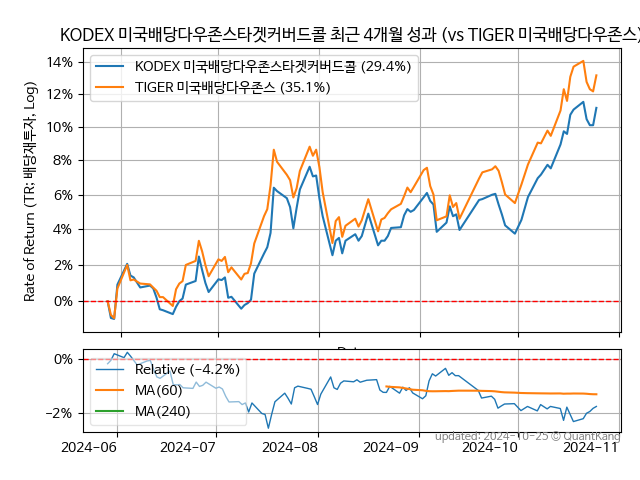 KODEX 미국배당다우존스타겟커버드콜 최근 4개월 성과 (vs TIGER 미국배당다우존스)
Rate of Return (TR: 배당재투자, Log)
14%
12%
10%
8%
6%
4%
2%
0%
KODEX 미국배당다우존스타겟커버드콜 (29.4%)
TIGER 미국배당다우존스 (35.1%)
0%
−2%
Relative (−4.2%)
MA(60)
MA(240)
2024-06
2024-07
2024-08
2024-09
2024-10
2024-11
updated: 2024-10-25 © QuantKang